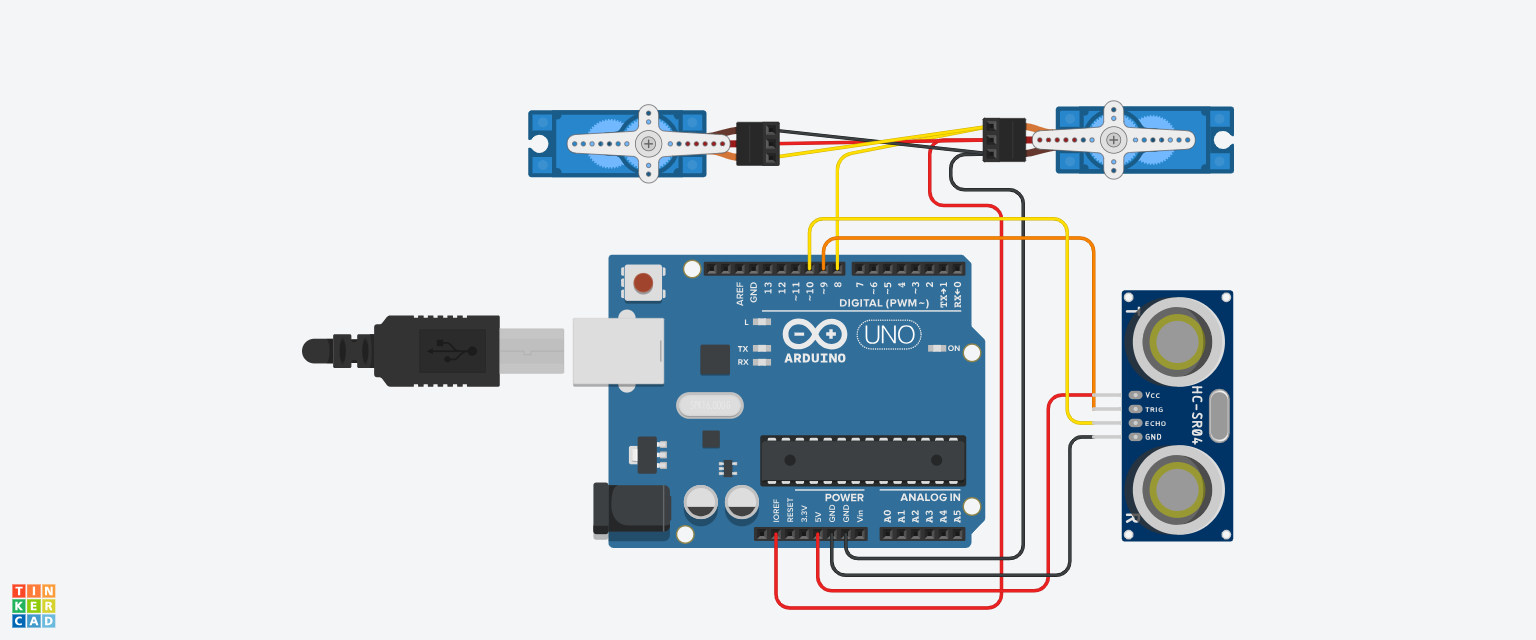 AREF
GND
13
12
~11
~10
~9
8
7
~6
~5
4
~3
2
TX→1
RX←0
DIGITAL (PWM~)
L
TX
RX
ARDUINO
UNO
ON
T
HC-SR04
Vcc
TRIG
ECHO
GND
R
POWER
ANALOG IN
IOREF
RESET
3.3V
5V
GND
GND
Vin
A0
A1
A2
A3
A4
A5
TIN
KER
CAD